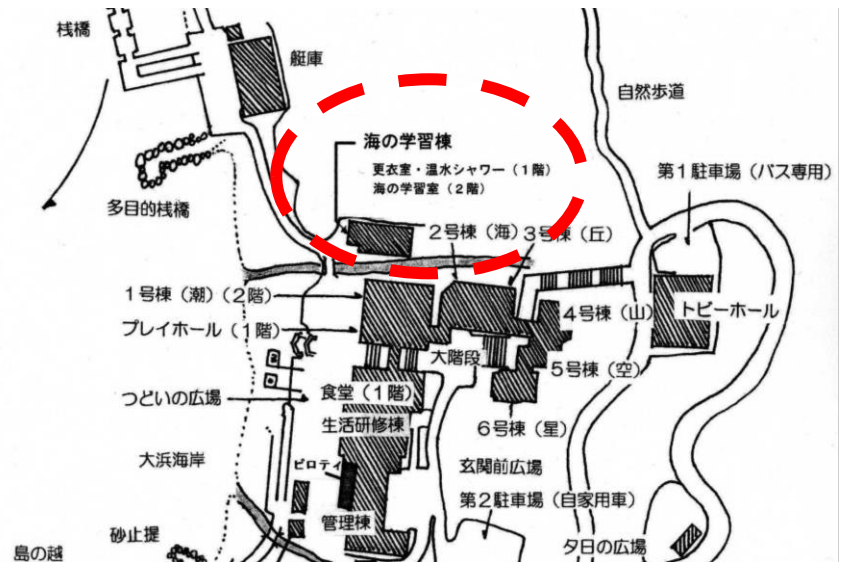 桟橋
艇庫
自然歩道
海の学習棟
更衣室・温水シャワー（1階）
海の学習室（2階）
第1駐車場（バス専用）
多目的桟橋
2号棟（海）
3号棟（丘）
1号棟（潮）（2階）
4号棟（山）
トビーホール
プレイホール（1階）
大階段
5号棟（空）
つどいの広場
食堂（1階）
生活研修棟
6号棟（星）
大浜海岸
ピロティ
玄関前広場
第2駐車場（自家用車）
管理棟
砂止提
夕日の広場
島の越